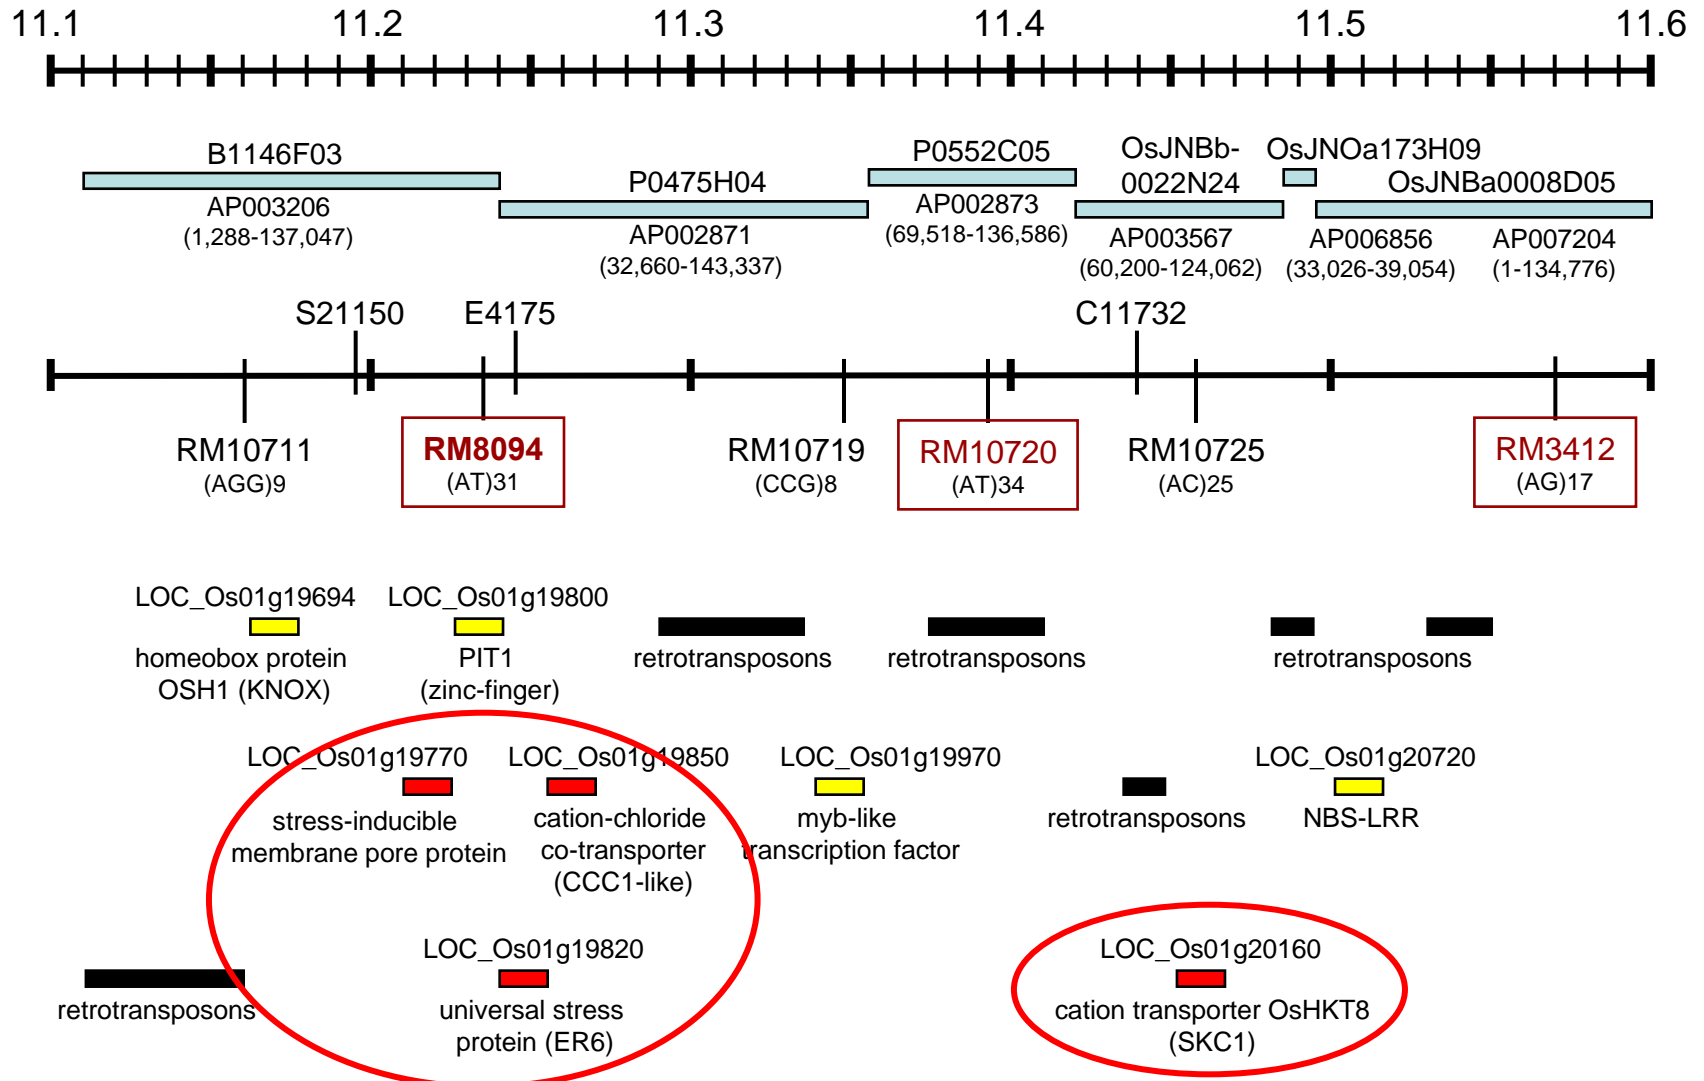 11.1 11.2 11.3 11.4 11.5 11.6
B1146F03
AP003206
(1,288-137,047)
P0475H04
AP002871
(32,660-143,337)
P0552C05
AP002873
(69,518-136,586)
OsJNBb-
0022N24
AP003567
(60,200-124,062)
OsJNOa173H09
AP006856
(33,026-39,054)
OsJNBa0008D05
AP007204
(1-134,776)
S21150 E4175 C11732
RM10711
(AGG)9
RM8094
(AT)31
RM10719
(CCG)8
RM10720
(AT)34
RM10725
(AC)25
RM3412
(AG)17
LOC_Os01g19694
homeobox protein
OSH1 (KNOX)
LOC_Os01g19800
PIT1
(zinc-finger)
retrotransposons
retrotransposons
retrotransposons
LOC_Os01g19770
stress-inducible
membrane pore protein
LOC_Os01g19850
cation-chloride
co-transporter
(CCC1-like)
LOC_Os01g19970
myb-like
transcription factor
retrotransposons
LOC_Os01g20720
NBS-LRR
retrotransposons
LOC_Os01g19820
universal stress
protein (ER6)
LOC_Os01g20160
cation transporter OsHKT8
(SKC1)